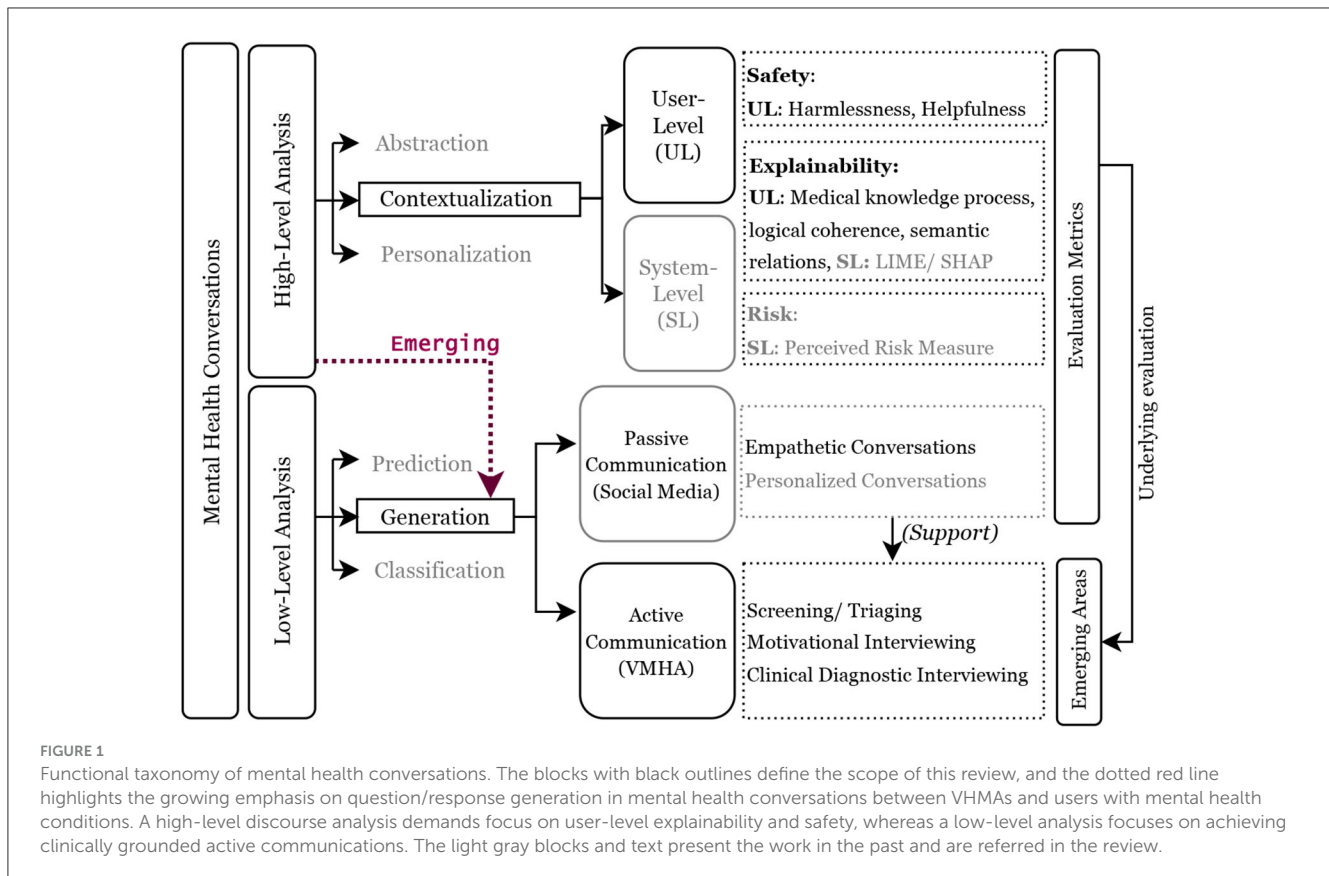 Mental Health Conversations
High-Level Analysis
Abstraction
Contextualization
Personalization
User-
Level
(UL)
System-
Level
(SL)
Safety:
UL: Harmlessness, Helpfulness
Explainability:
UL: Medical knowledge process,
logical coherence, semantic
relations, SL: LIME/ SHAP
Risk:
SL: Perceived Risk Measure
Evaluation Metrics
Underlying evaluation
Emerging
Low-Level Analysis
Prediction
Generation
Classification
Passive
Communication
(Social Media)
Empathetic Conversations
Personalized Conversations
(Support)
Active
Communication
(VMHA)
Screening/ Triaging
Motivational Interviewing
Clinical Diagnostic Interviewing
Emerging Areas
FIGURE 1
Functional taxonomy of mental health conversations. The blocks with black outlines define the scope of this review, and the dotted red line
highlights the growing emphasis on question/response generation in mental health conversations between VHMAs and users with mental health
conditions. A high-level discourse analysis demands focus on user-level explainability and safety, whereas a low-level analysis focuses on achieving
clinically grounded active communications. The light gray blocks and text present the work in the past and are referred in the review.